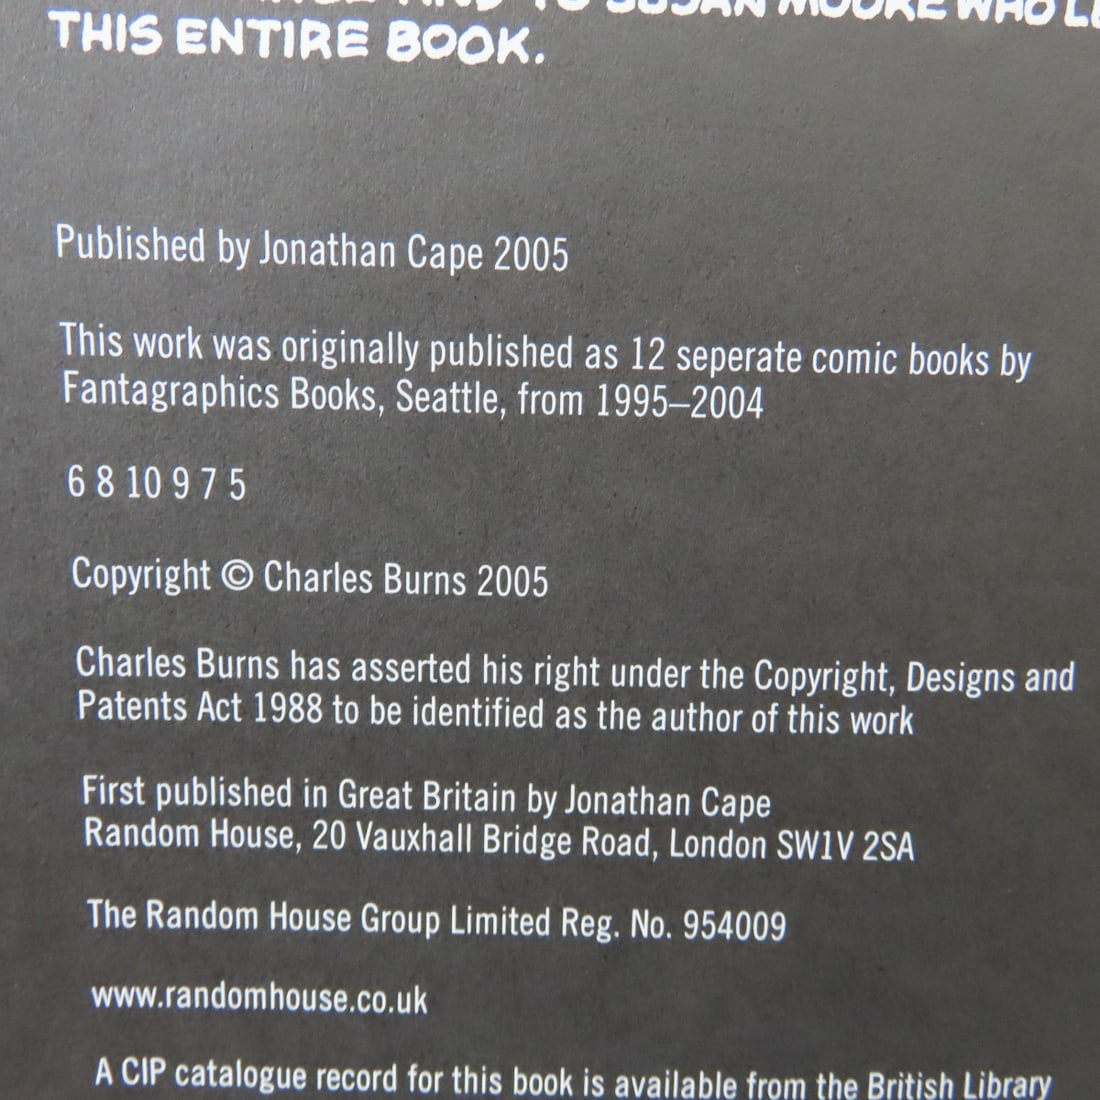 AND TO SUSAN MOORE WHO
THIS ENTIRE BOOK.
Published by Jonathan Cape 2005
This work was originally published as 12 seperate comic books by
Fantagraphics Books, Seattle, from 1995–2004
6 8 10 9 7 5
Copyright © Charles Burns 2005
Charles Burns has asserted his right under the Copyright, Designs and
Patents Act 1988 to be identified as the author of this work
First published in Great Britain by Jonathan Cape
Random House, 20 Vauxhall Bridge Road, London SW1V 2SA
The Random House Group Limited Reg. No. 954009
www.randomhouse.co.uk
A CIP catalogue record for this book is available from the British Library